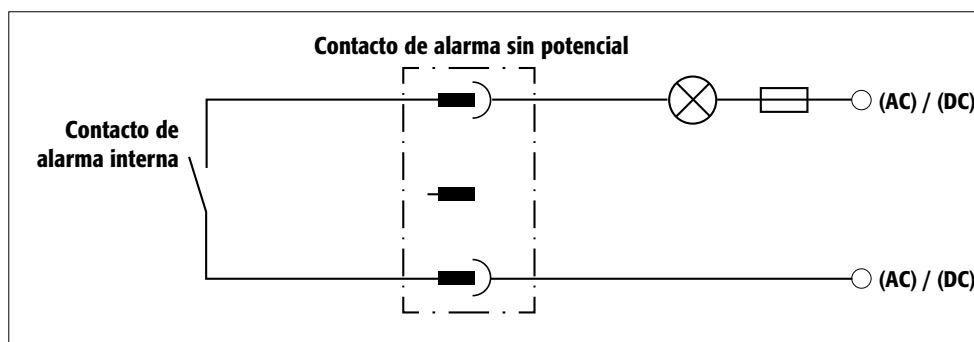 Contacto de alarma sin potencial
(AC) / (DC)
Contacto de
alarma interna
(AC) / (DC)